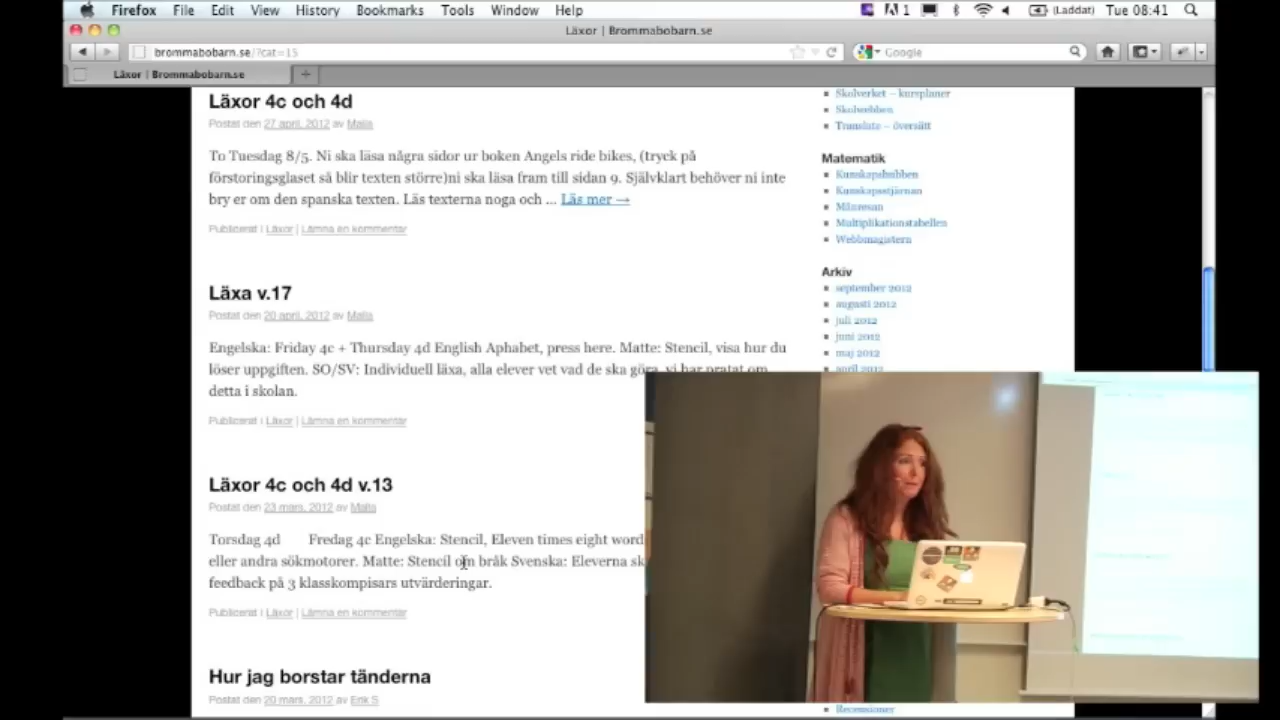 Firefox File Edit View History Bookmarks Tools Window Help
1 (Laddat) Tue 08:41
Läxor | Brommabobarn.se
brommabobarn.se/?cat=15
Google
Läxor | Brommabobarn.se
Läxor 4c och 4d
Postat den 27 april, 2012 av Malla
To Tuesday 8/5. Ni ska läsa några sidor ur boken Angels ride bikes, (tryck på
förstoringsglaset så blir texten större)ni ska läsa fram till sidan 9. Självklart behöver ni inte
bry er om den spanska texten. Läs texterna noga och ... Läs mer →
Publicerat i Läxor | Lämna en kommentar
Läxa v.17
Postat den 20 april, 2012 av Malla
Engelska: Friday 4c + Thursday 4d English Aphabet, press here. Matte: Stencil, visa hur du
löser uppgiften. SO/SV: Individuell läxa, alla elever vet vad de ska göra, vi har pratat om
detta i skolan.
Publicerat i Läxor | Lämna en kommentar
Läxor 4c och 4d v.13
Postat den 23 mars, 2012 av Malla
Torsdag 4d Fredag 4c Engelska: Stencil, Eleven times eight word
eller andra sökmotorer. Matte: Stencil om bråk Svenska: Eleverna sk
feedback på 3 klasskompisars utvärderingar.
Publicerat i Läxor | Lämna en kommentar
Hur jag borstar tänderna
Postat den 20 mars, 2012 av Erik S
Skolverket – kursplaner
Skolwebben
Translate – översätt
Matematik
Kunskapshubben
Kunskapsstjärnan
Månresan
Multiplikationstabellen
Webbmagistern
Arkiv
september 2012
augusti 2012
juli 2012
juni 2012
maj 2012
april 2012
Recensioner